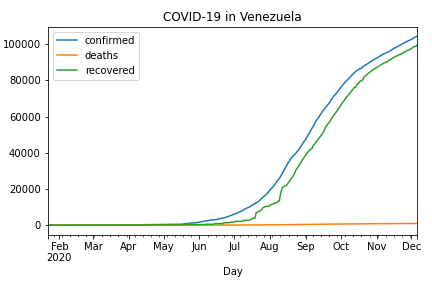 COVID-19 in Venezuela
confirmed
deaths
recovered
100000
80000
60000
40000
20000
0
Feb Mar Apr May Jun Jul Aug Sep Oct Nov Dec
2020
Day